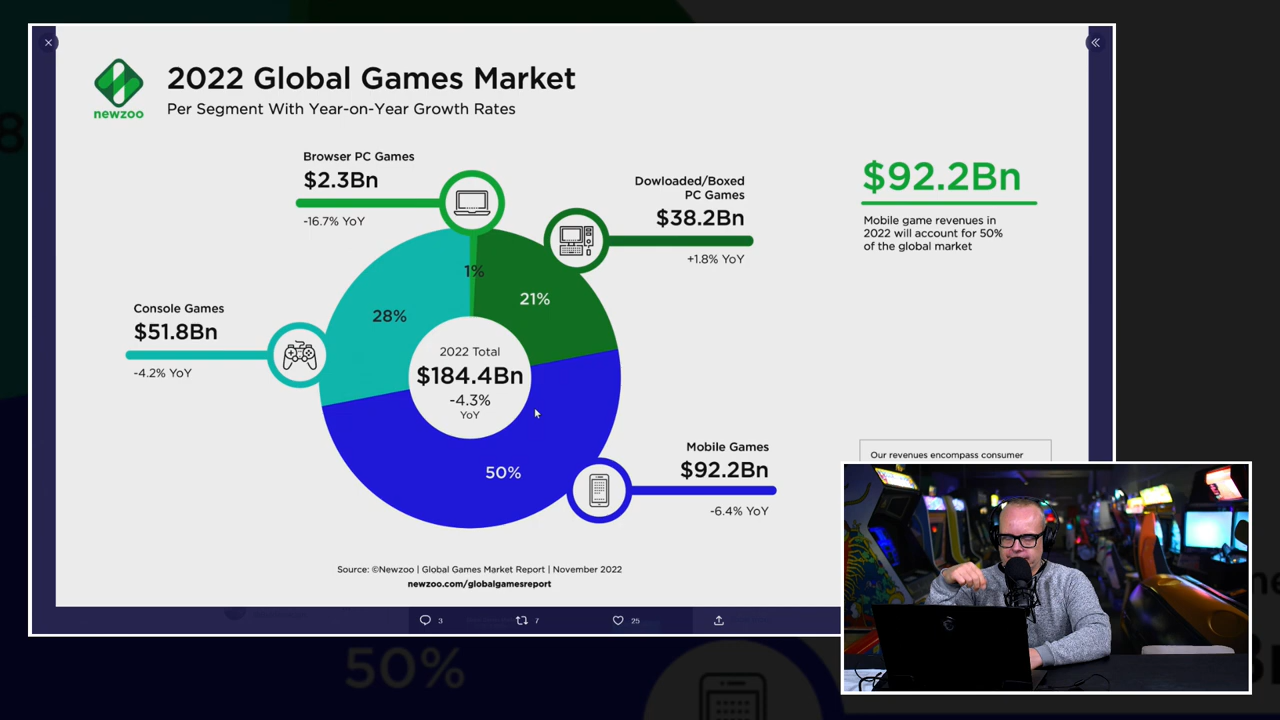 newzoo
2022 Global Games Market
Per Segment With Year-on-Year Growth Rates
Browser PC Games
$2.3Bn
-16.7% YoY
Dowloaded/Boxed
PC Games
$38.2Bn
+1.8% YoY
$92.2Bn
Mobile game revenues in
2022 will account for 50%
of the global market
1%
21%
28%
Console Games
$51.8Bn
-4.2% YoY
2022 Total
$184.4Bn
-4.3%
YoY
50%
Mobile Games
$92.2Bn
-6.4% YoY
Our revenues encompass consumer
Source: ©Newzoo | Global Games Market Report | November 2022
newzoo.com/globalgamesreport
3
7
25
50%